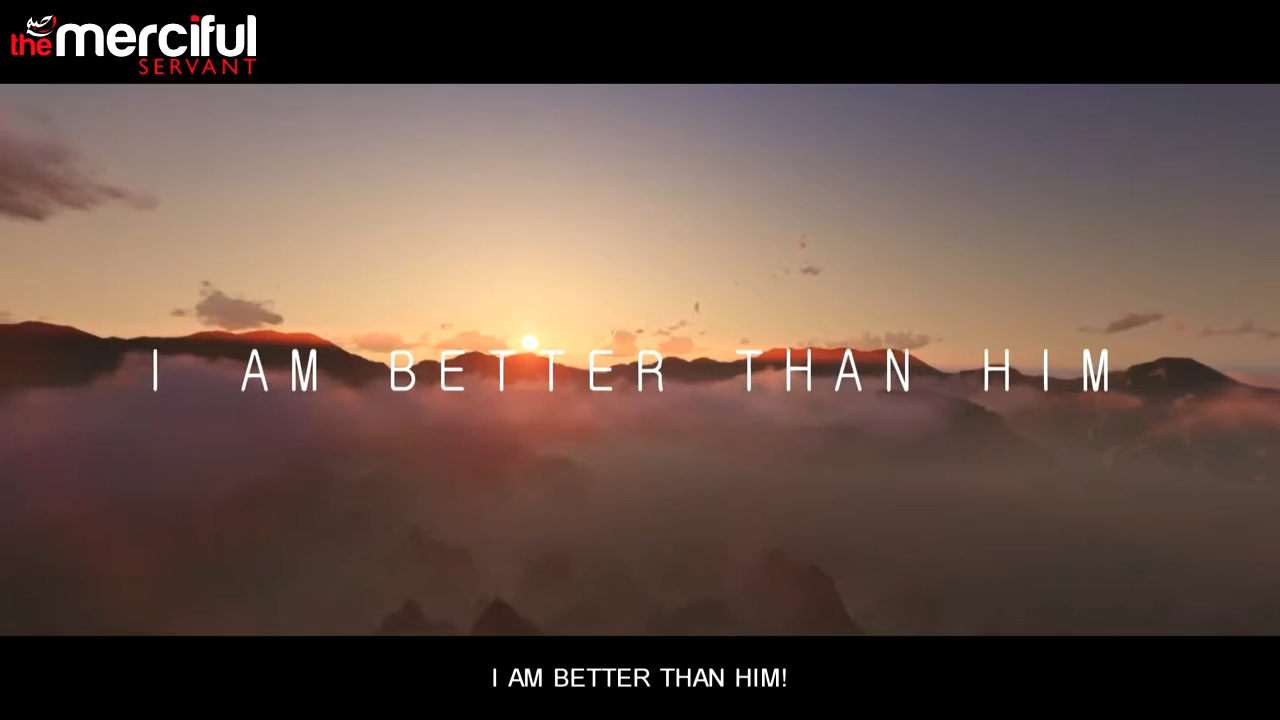 the merciful
SERVANT
I AM BETTER THAN HIM
I AM BETTER THAN HIM!